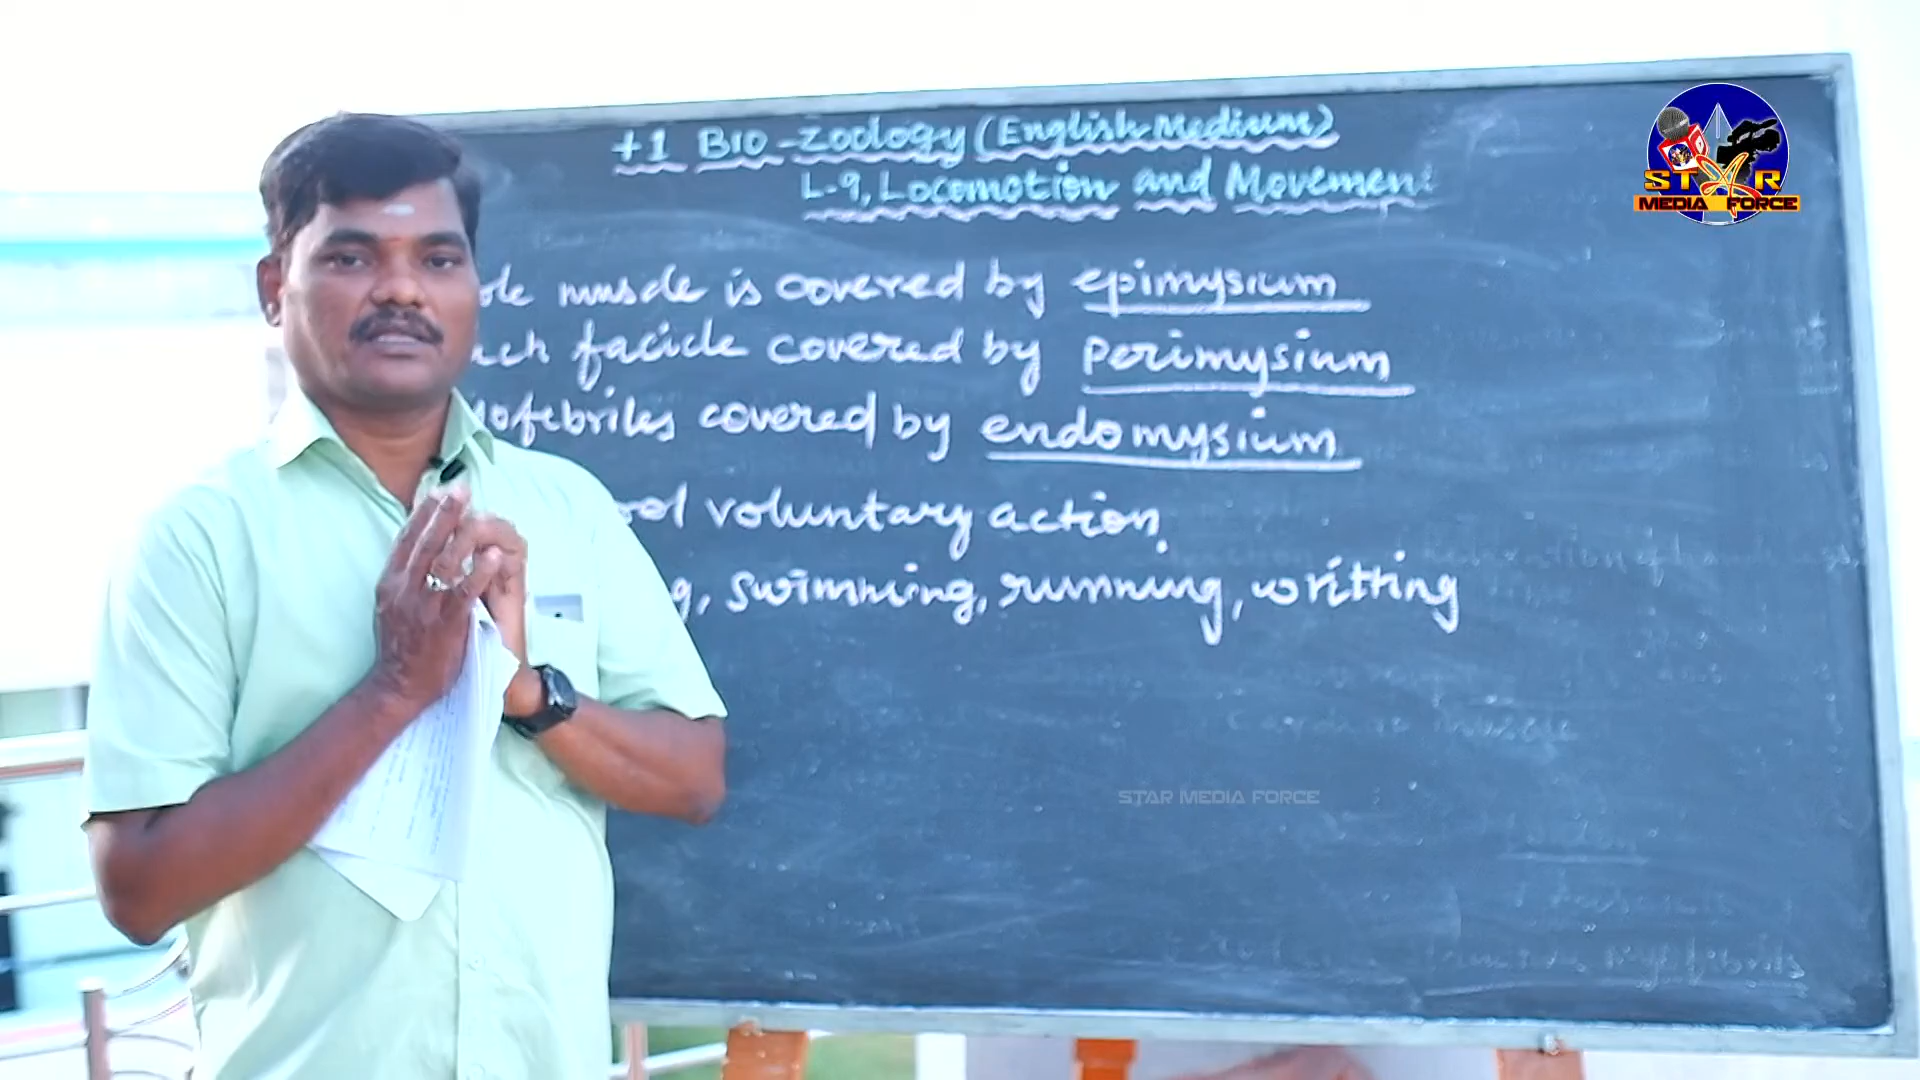 +1 BIO-Zoology (English Medium)
L-9, Locomotion and Movement
muscle is covered by epimysium
facicle covered by perimysium
covered by endomysium
voluntary action.
swimming, running, writting
STAR
MEDIA FORCE
STAR MEDIA FORCE